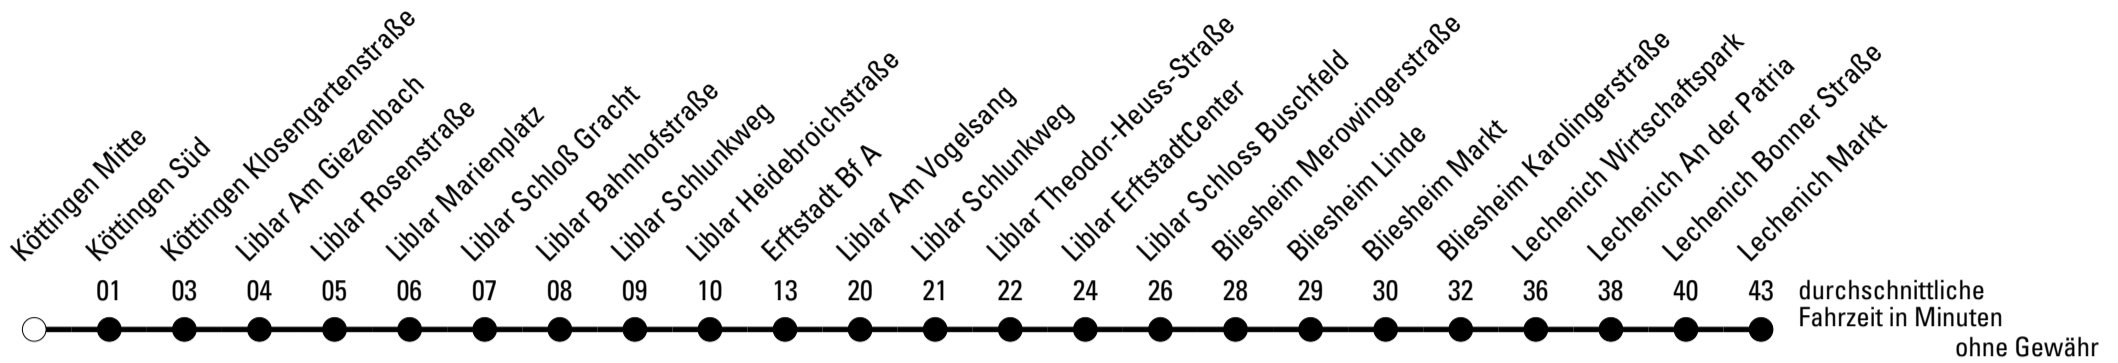 Köttingen Mitte
Köttingen Süd
Köttingen Klosengartenstraße
Liblar Am Giezenbach
Liblar Rosenstraße
Liblar Marienplatz
Liblar Schloß Gracht
Liblar Bahnhofstraße
Liblar Schlunkweg
Liblar Heidebroichstraße
Erftstadt Bf A
Liblar Am Vogelsang
Liblar Schlunkweg
Liblar Theodor-Heuss-Straße
Liblar ErftstadtCenter
Liblar Schloss Buschfeld
Bliesheim Merowingerstraße
Bliesheim Linde
Bliesheim Markt
Bliesheim Karolingerstraße
Lechenich Wirtschaftspark
Lechenich An der Patria
Lechenich Bonner Straße
Lechenich Markt
01 03 04 05 06 07 08 09 10 13 20 21 22 24 26 28 29 30 32 36 38 40 43 durchschnittliche
Fahrzeit in Minuten
ohne Gewähr